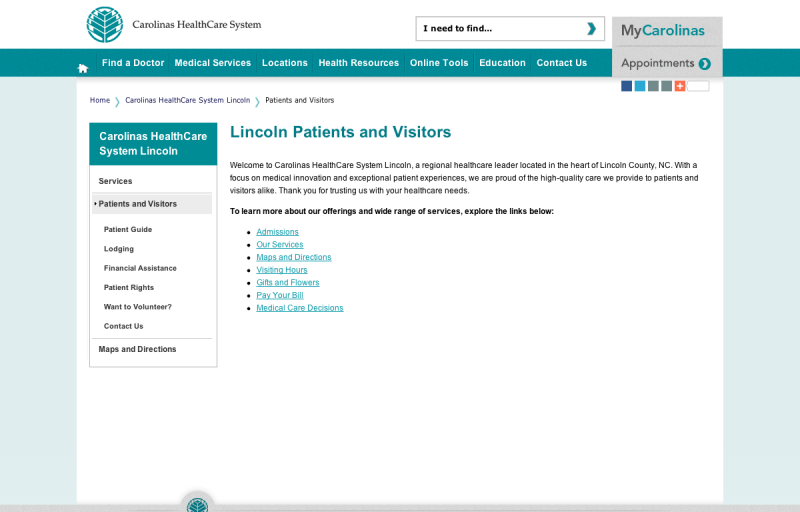 Carolinas HealthCare System
I need to find...
MyCarolinas
Appointments
Find a Doctor Medical Services Locations Health Resources Online Tools Education Contact Us
Home Carolinas HealthCare System Lincoln Patients and Visitors
Carolinas HealthCare
System Lincoln
Services
Patients and Visitors
Patient Guide
Lodging
Financial Assistance
Patient Rights
Want to Volunteer?
Contact Us
Maps and Directions
Lincoln Patients and Visitors
Welcome to Carolinas HealthCare System Lincoln, a regional healthcare leader located in the heart of Lincoln County, NC. With a
focus on medical innovation and exceptional patient experiences, we are proud of the high-quality care we provide to patients and
visitors alike. Thank you for trusting us with your healthcare needs.
To learn more about our offerings and wide range of services, explore the links below:
Admissions
Our Services
Maps and Directions
Visiting Hours
Gifts and Flowers
Pay Your Bill
Medical Care Decisions